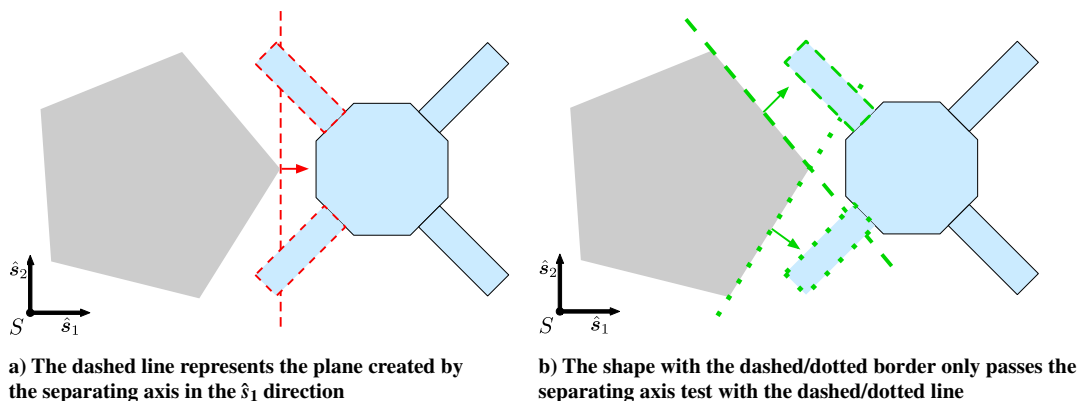 ŝ₂
S
ŝ₁
ŝ₂
S
ŝ₁
a) The dashed line represents the plane created by
the separating axis in the ŝ₁ direction
b) The shape with the dashed/dotted border only passes the
separating axis test with the dashed/dotted line